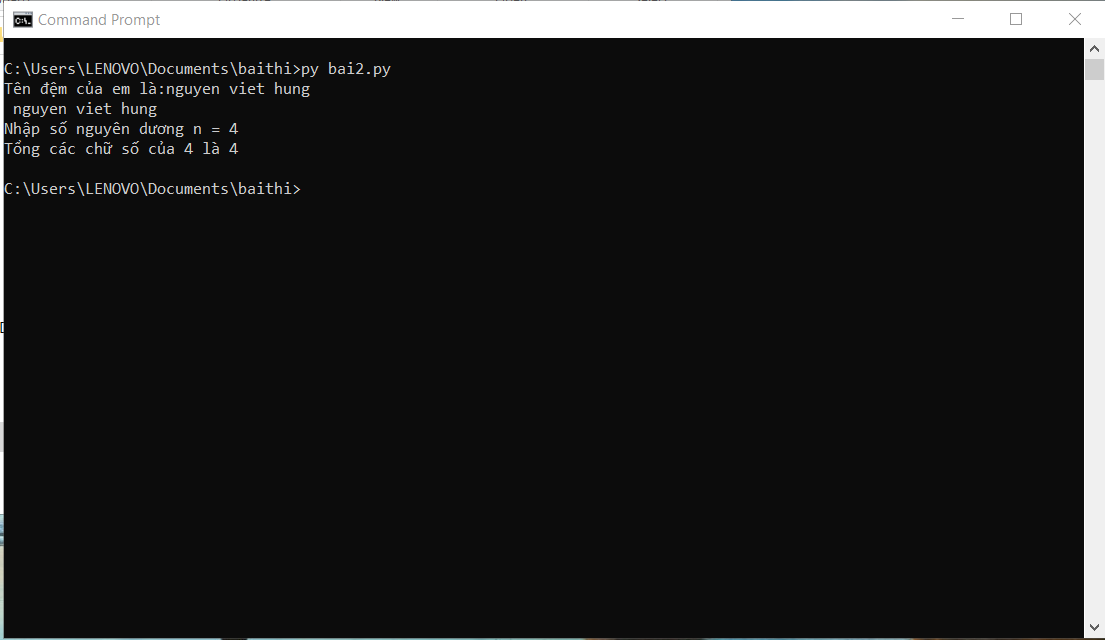 Command Prompt
C:\Users\LENOVO\Documents\baithi>py bai2.py
Tên đệm của em là:nguyen viet hung
 nguyen viet hung
Nhập số nguyên dương n = 4
Tổng các chữ số của 4 là 4
C:\Users\LENOVO\Documents\baithi>